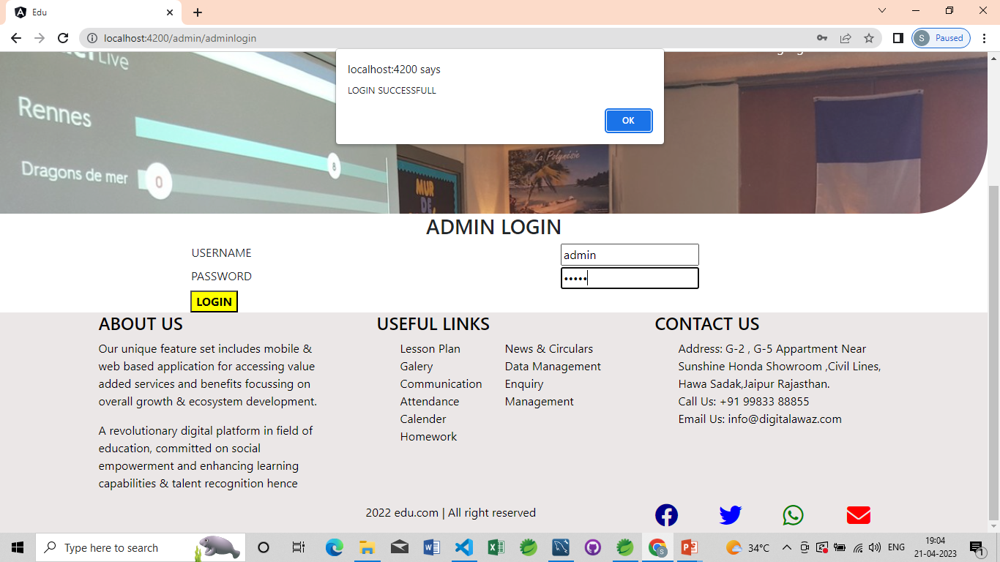 Edu
localhost:4200/admin/adminlogin
Paused
S
localhost:4200 says
LOGIN SUCCESSFULL
OK
Live
Rennes
8
Dragons de mer
0
MUR
DE
La Polynésie
ADMIN LOGIN
USERNAME
admin
PASSWORD
•••••
LOGIN
ABOUT US
Our unique feature set includes mobile &
web based application for accessing value
added services and benefits focussing on
overall growth & ecosystem development.
A revolutionary digital platform in field of
education, committed on social
empowerment and enhancing learning
capabilities & talent recognition hence
USEFUL LINKS
Lesson Plan
Galery
Communication
Attendance
Calender
Homework
News & Circulars
Data Management
Enquiry
Management
CONTACT US
Address: G-2 , G-5 Appartment Near
Sunshine Honda Showroom ,Civil Lines,
Hawa Sadak,Jaipur Rajasthan.
Call Us: +91 99833 88855
Email Us: info@digitalawaz.com
2022 edu.com | All right reserved
Type here to search
34°C
ENG
19:04
21-04-2023
1